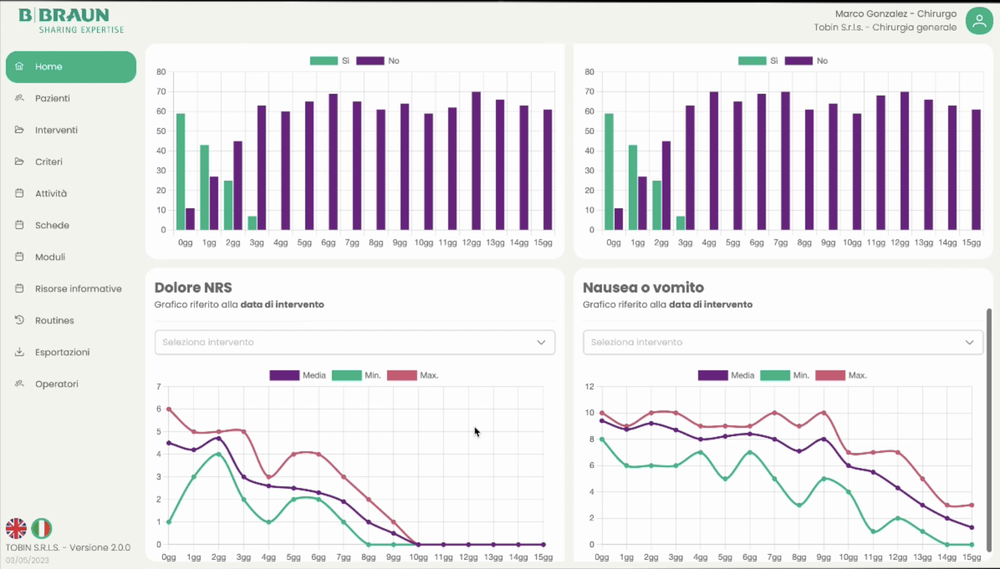 B|BRAUN
SHARING EXPERTISE
Marco Gonzalez - Chirurgo
Tobin S.r.l.s. - Chirurgia generale
Home
Pazienti
Interventi
Criteri
Attività
Schede
Moduli
Risorse informative
Routines
Esportazioni
Operatori
TOBIN S.R.L.S. - Versione 2.0.0
03/05/2023
Sì No
80
70
60
50
40
30
20
10
0
0gg 1gg 2gg 3gg 4gg 5gg 6gg 7gg 8gg 9gg 10gg 11gg 12gg 13gg 14gg 15gg
Sì No
80
70
60
50
40
30
20
10
0
0gg 1gg 2gg 3gg 4gg 5gg 6gg 7gg 8gg 9gg 10gg 11gg 12gg 13gg 14gg 15gg
Dolore NRS
Grafico riferito alla data di intervento
Seleziona intervento
Media Min. Max.
7
6
5
4
3
2
1
0
0gg 1gg 2gg 3gg 4gg 5gg 6gg 7gg 8gg 9gg 10gg 11gg 12gg 13gg 14gg 15gg
Nausea o vomito
Grafico riferito alla data di intervento
Seleziona intervento
Media Min. Max.
12
10
8
6
4
2
0
0gg 1gg 2gg 3gg 4gg 5gg 6gg 7gg 8gg 9gg 10gg 11gg 12gg 13gg 14gg 15gg